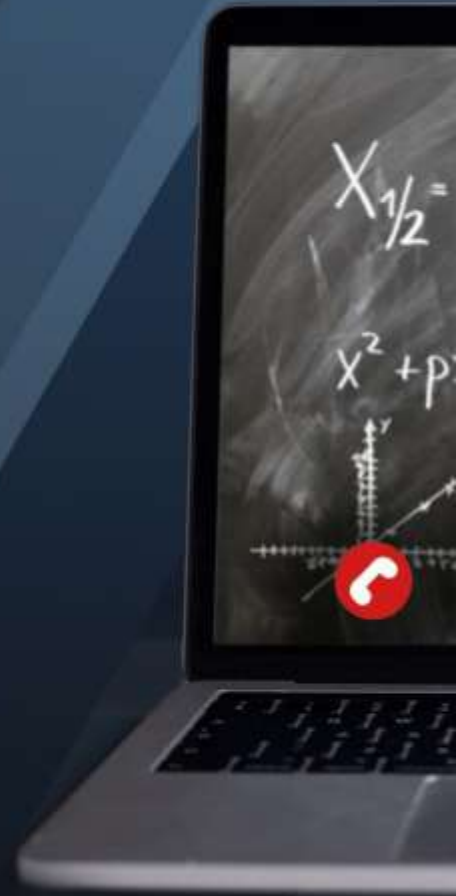 X₁/₂ =
x² + p
y